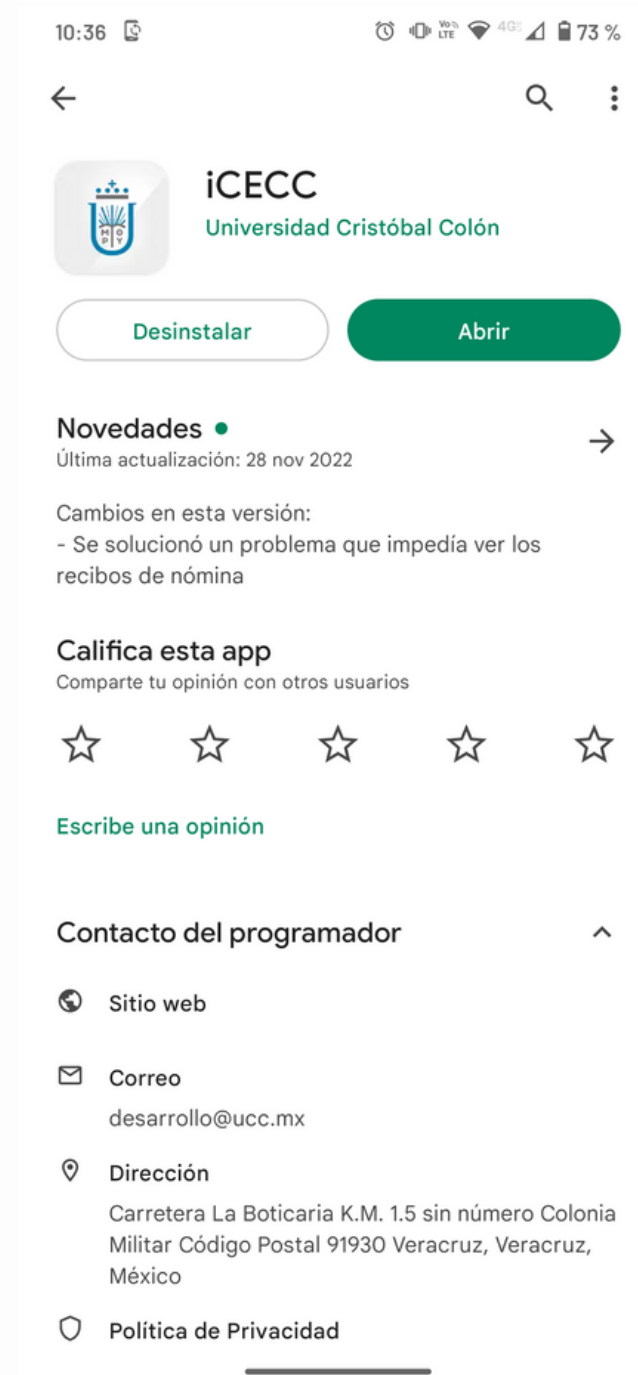 10:36 Vo LTE 4G 73 %
iCECC
Universidad Cristóbal Colón
M O
P Y
Desinstalar Abrir
Novedades
Última actualización: 28 nov 2022
Cambios en esta versión:
- Se solucionó un problema que impedía ver los
recibos de nómina
Califica esta app
Comparte tu opinión con otros usuarios
Escribe una opinión
Contacto del programador
Sitio web
Correo
desarrollo@ucc.mx
Dirección
Carretera La Boticaria K.M. 1.5 sin número Colonia
Militar Código Postal 91930 Veracruz, Veracruz,
México
Política de Privacidad